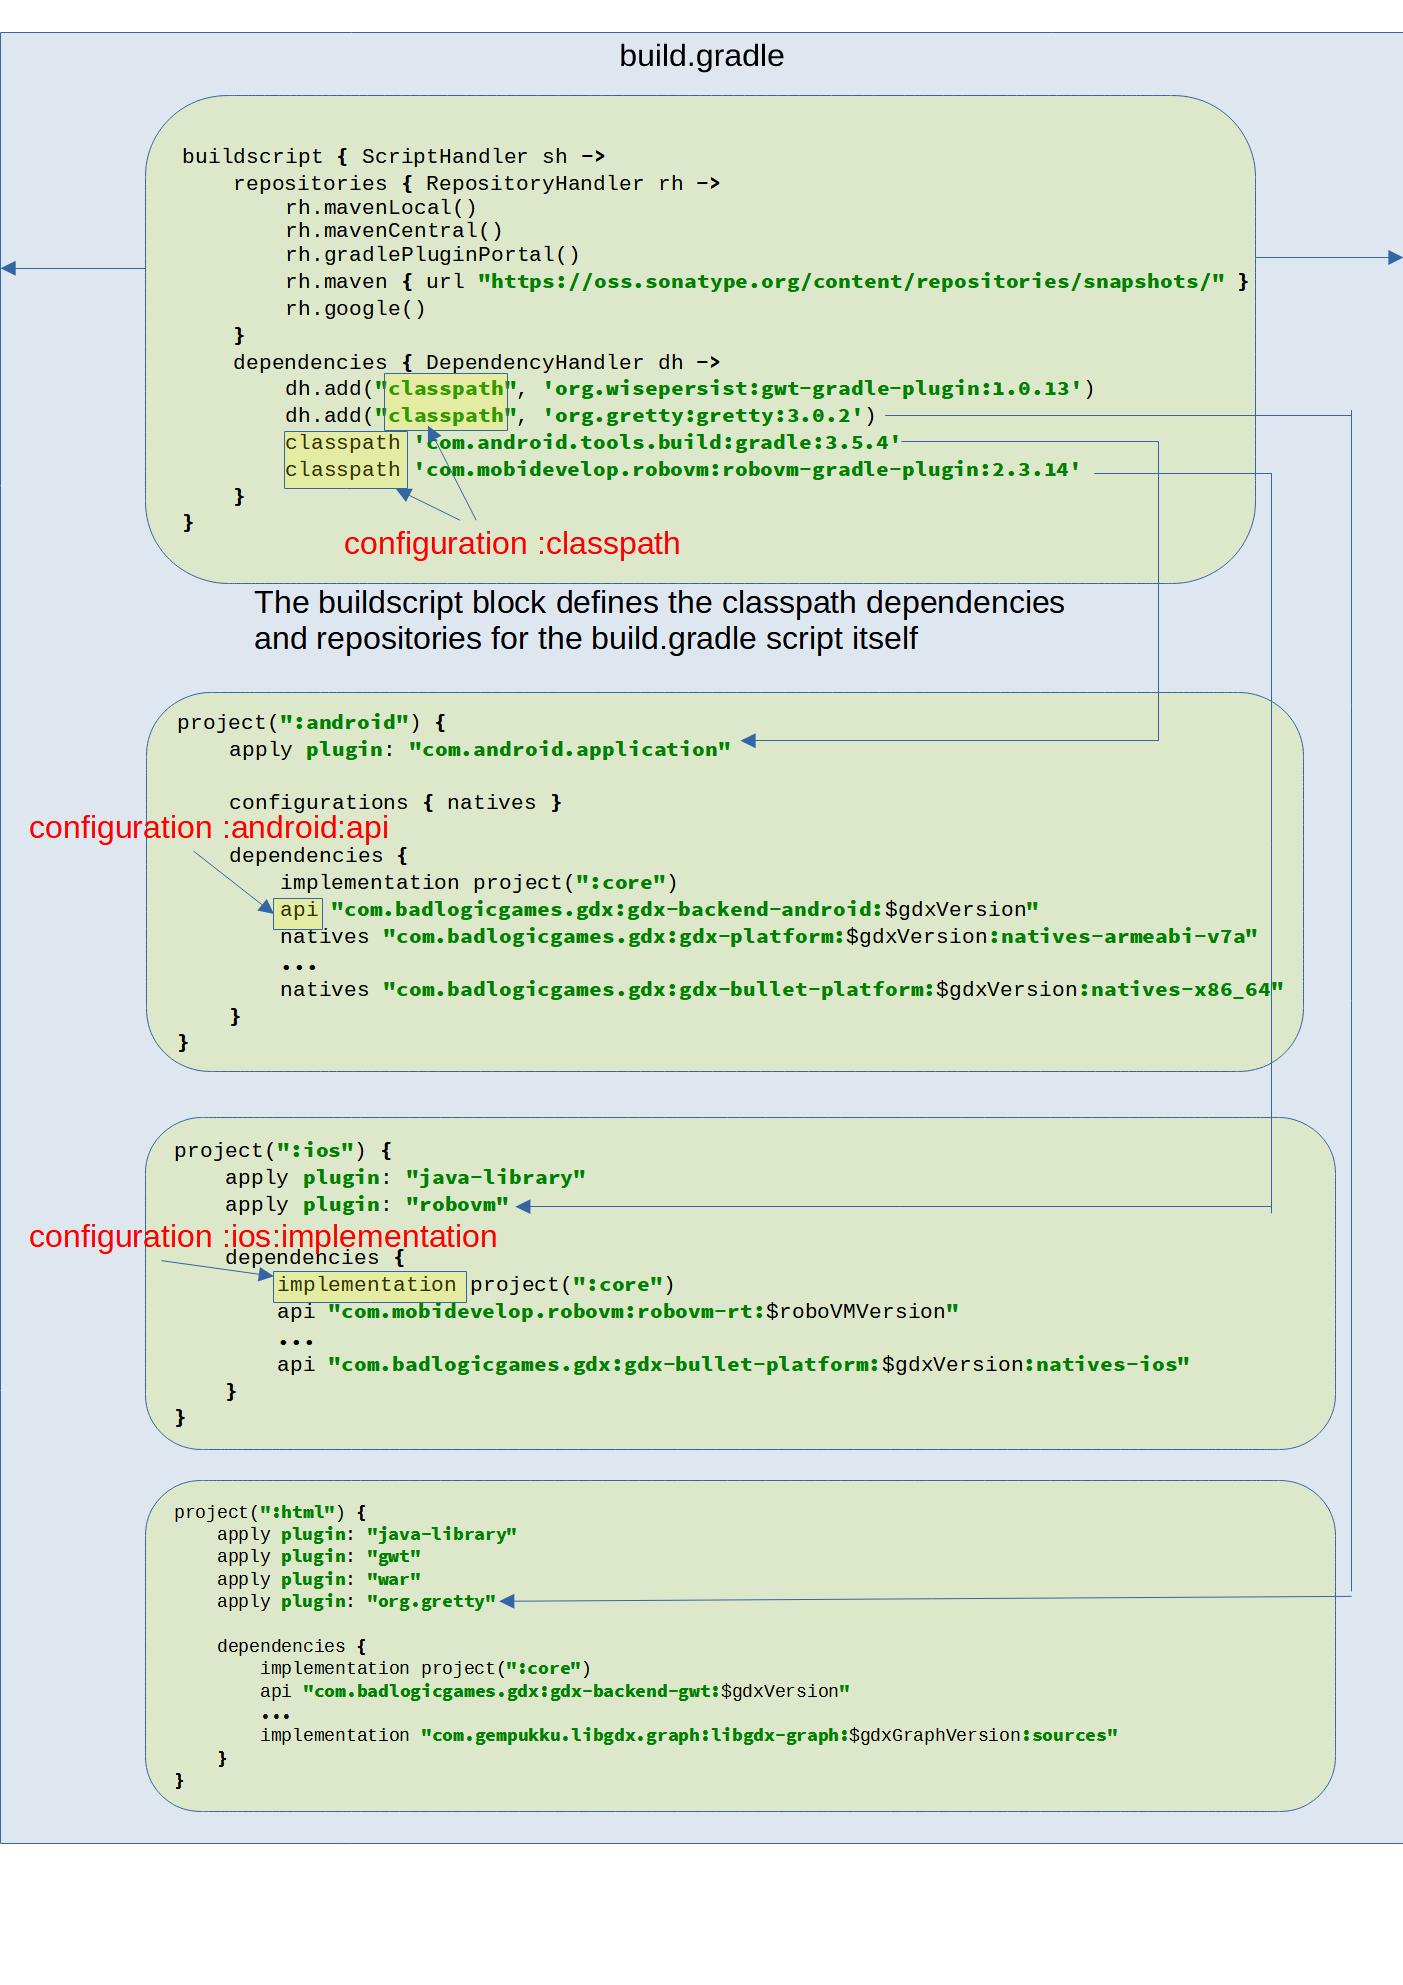 build.gradle
buildscript { ScriptHandler sh ->
    repositories { RepositoryHandler rh ->
        rh.mavenLocal()
        rh.mavenCentral()
        rh.gradlePluginPortal()
        rh.maven { url "https://oss.sonatype.org/content/repositories/snapshots/" }
        rh.google()
    }
    dependencies { DependencyHandler dh ->
        dh.add("classpath", 'org.wisepersist:gwt-gradle-plugin:1.0.13')
        dh.add("classpath", 'org.gretty:gretty:3.0.2')
        classpath 'com.android.tools.build:gradle:3.5.4'
        classpath 'com.mobidevelop.robovm:robovm-gradle-plugin:2.3.14'
    }
}
configuration :classpath
The buildscript block defines the classpath dependencies
and repositories for the build.gradle script itself
project(":android") {
    apply plugin: "com.android.application"
    configurations { natives }
configuration :android:api
    dependencies {
        implementation project(":core")
        api "com.badlogicgames.gdx:gdx-backend-android:$gdxVersion"
        natives "com.badlogicgames.gdx:gdx-platform:$gdxVersion:natives-armeabi-v7a"
        ...
        natives "com.badlogicgames.gdx:gdx-bullet-platform:$gdxVersion:natives-x86_64"
    }
}
project(":ios") {
    apply plugin: "java-library"
    apply plugin: "robovm"
configuration :ios:implementation
    dependencies {
        implementation project(":core")
        api "com.mobidevelop.robovm:robovm-rt:$roboVMVersion"
        ...
        api "com.badlogicgames.gdx:gdx-bullet-platform:$gdxVersion:natives-ios"
    }
}
project(":html") {
    apply plugin: "java-library"
    apply plugin: "gwt"
    apply plugin: "war"
    apply plugin: "org.gretty"
    dependencies {
        implementation project(":core")
        api "com.badlogicgames.gdx:gdx-backend-gwt:$gdxVersion"
        ...
        implementation "com.gempukku.libgdx.graph:libgdx-graph:$gdxGraphVersion:sources"
    }
}